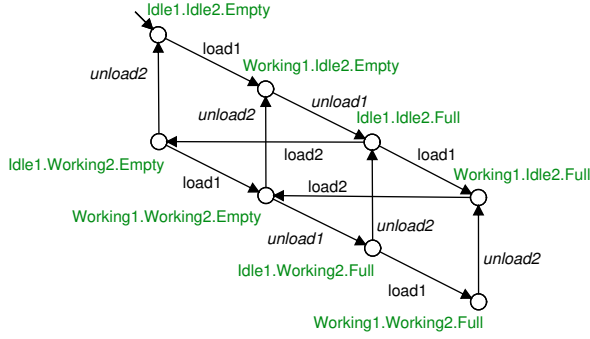 Idle1.Idle2.Empty
load1
Working1.Idle2.Empty
unload2
unload1
unload2
Idle1.Idle2.Full
load2
load1
Idle1.Working2.Empty
Working1.Idle2.Full
load1
load2
Working1.Working2.Empty
unload2
unload1
unload2
Idle1.Working2.Full
load1
Working1.Working2.Full